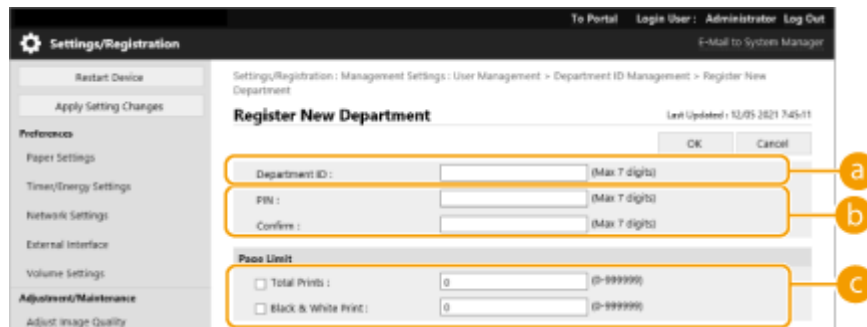 To Portal Login User : Administrator Log Out
Settings/Registration
E-Mail to System Manager
Restart Device
Apply Setting Changes
Preferences
Paper Settings
Timer/Energy Settings
Network Settings
External Interface
Volume Settings
Adjustment/Maintenance
Adjust Image Quality
Settings/Registration : Management Settings : User Management > Department ID Management > Register New
Department
Register New Department
Last Updated : 12/05 2021 7:45:11
OK Cancel
Department ID : (Max 7 digits)
a
PIN : (Max 7 digits)
b
Confirm : (Max 7 digits)
Page Limit
Total Prints : 0 (0-999999)
c
Black & White Print : 0 (0-999999)